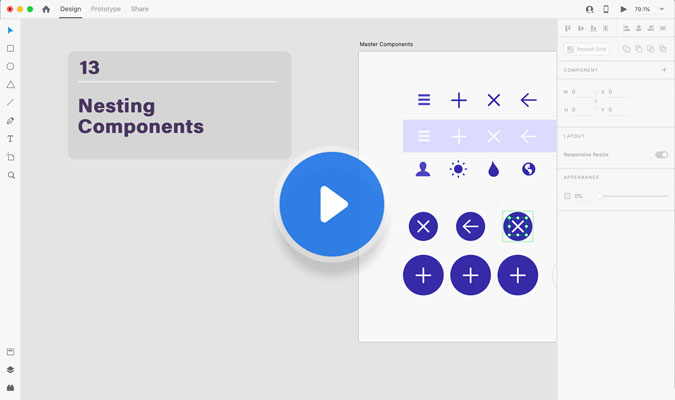 Design Prototype Share
79.1%
13
Nesting
Components
Master Components
Repeat Grid
COMPONENT
W 0 X 0
H 0 Y 0
LAYOUT
Responsive Resize
APPEARANCE
0%